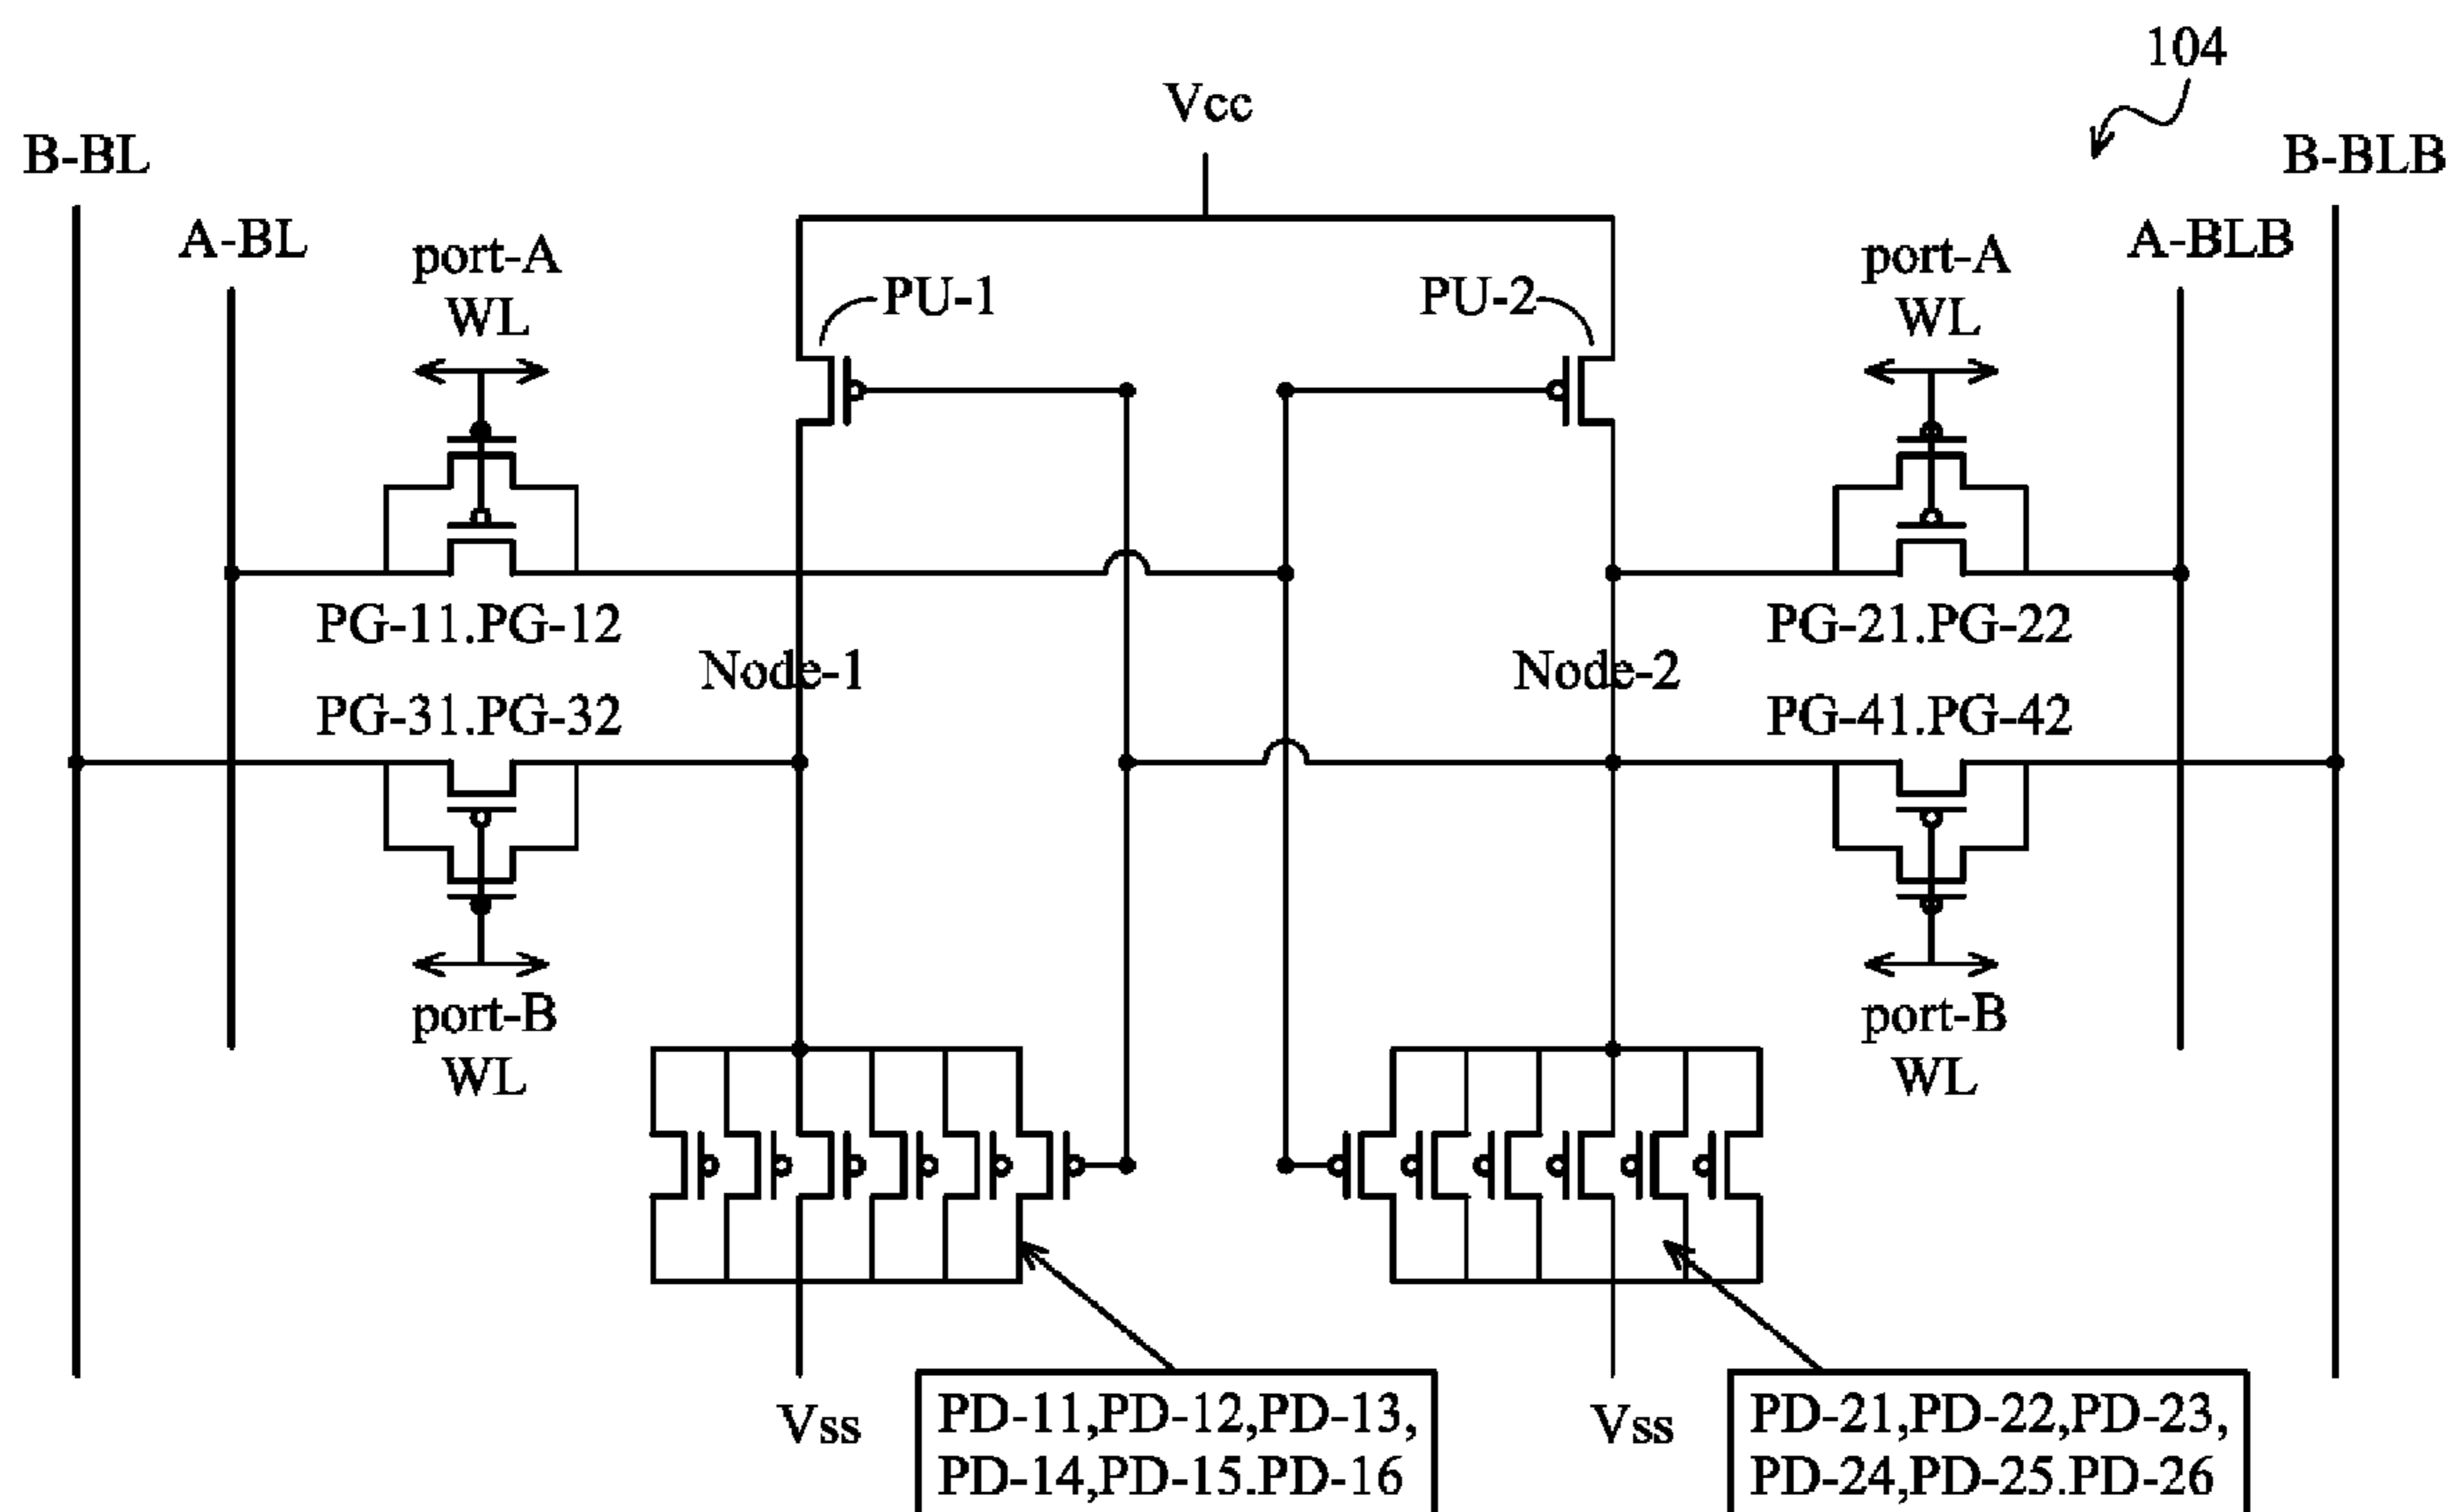 104
Vcc
B-BL
B-BLB
A-BL
port-A
WL
PU-1
PU-2
port-A
WL
A-BLB
PG-11.PG-12
PG-21.PG-22
Node-1
Node-2
PG-31.PG-32
PG-41.PG-42
port-B
WL
port-B
WL
Vss
PD-11,PD-12,PD-13,
PD-14,PD-15.PD-16
Vss
PD-21,PD-22,PD-23,
PD-24,PD-25.PD-26